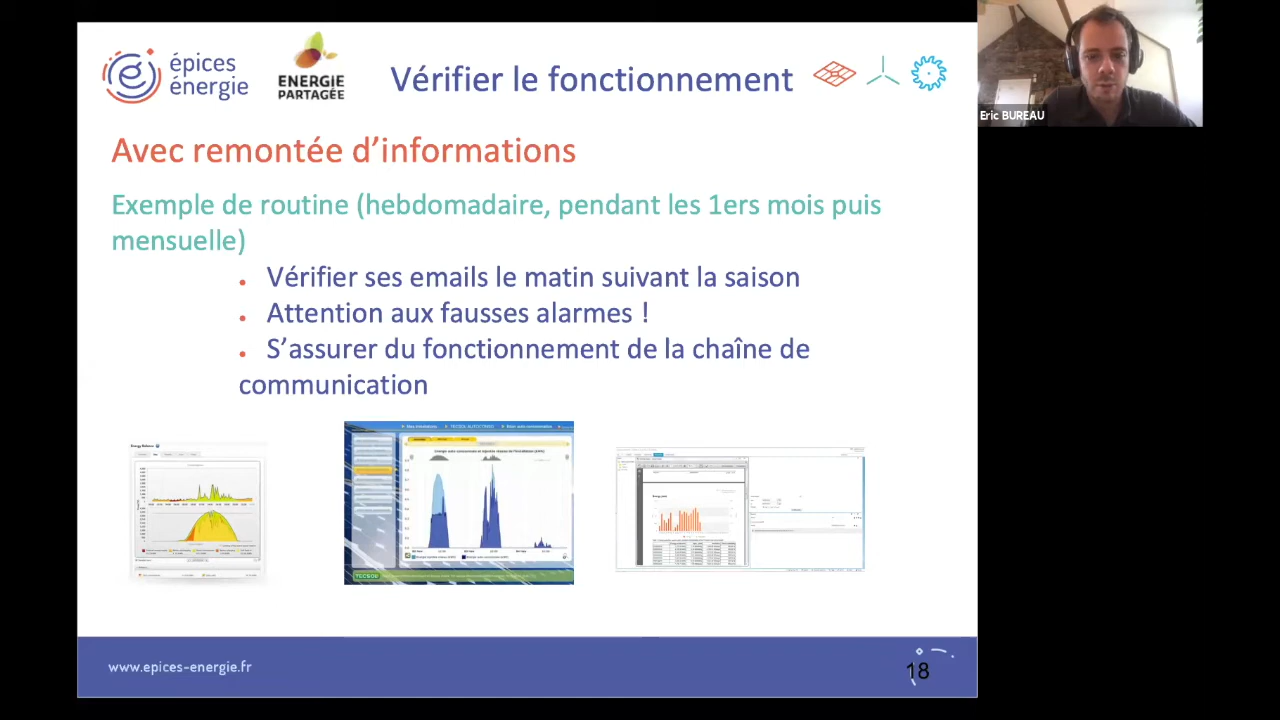 épices
énergie
ENERGIE
PARTAGÉE
Vérifier le fonctionnement
Eric BUREAU
Avec remontée d’informations
Exemple de routine (hebdomadaire, pendant les 1ers mois puis
mensuelle)
• Vérifier ses emails le matin suivant la saison
• Attention aux fausses alarmes !
• S’assurer du fonctionnement de la chaîne de
communication
TECSOL
www.epices-energie.fr
18